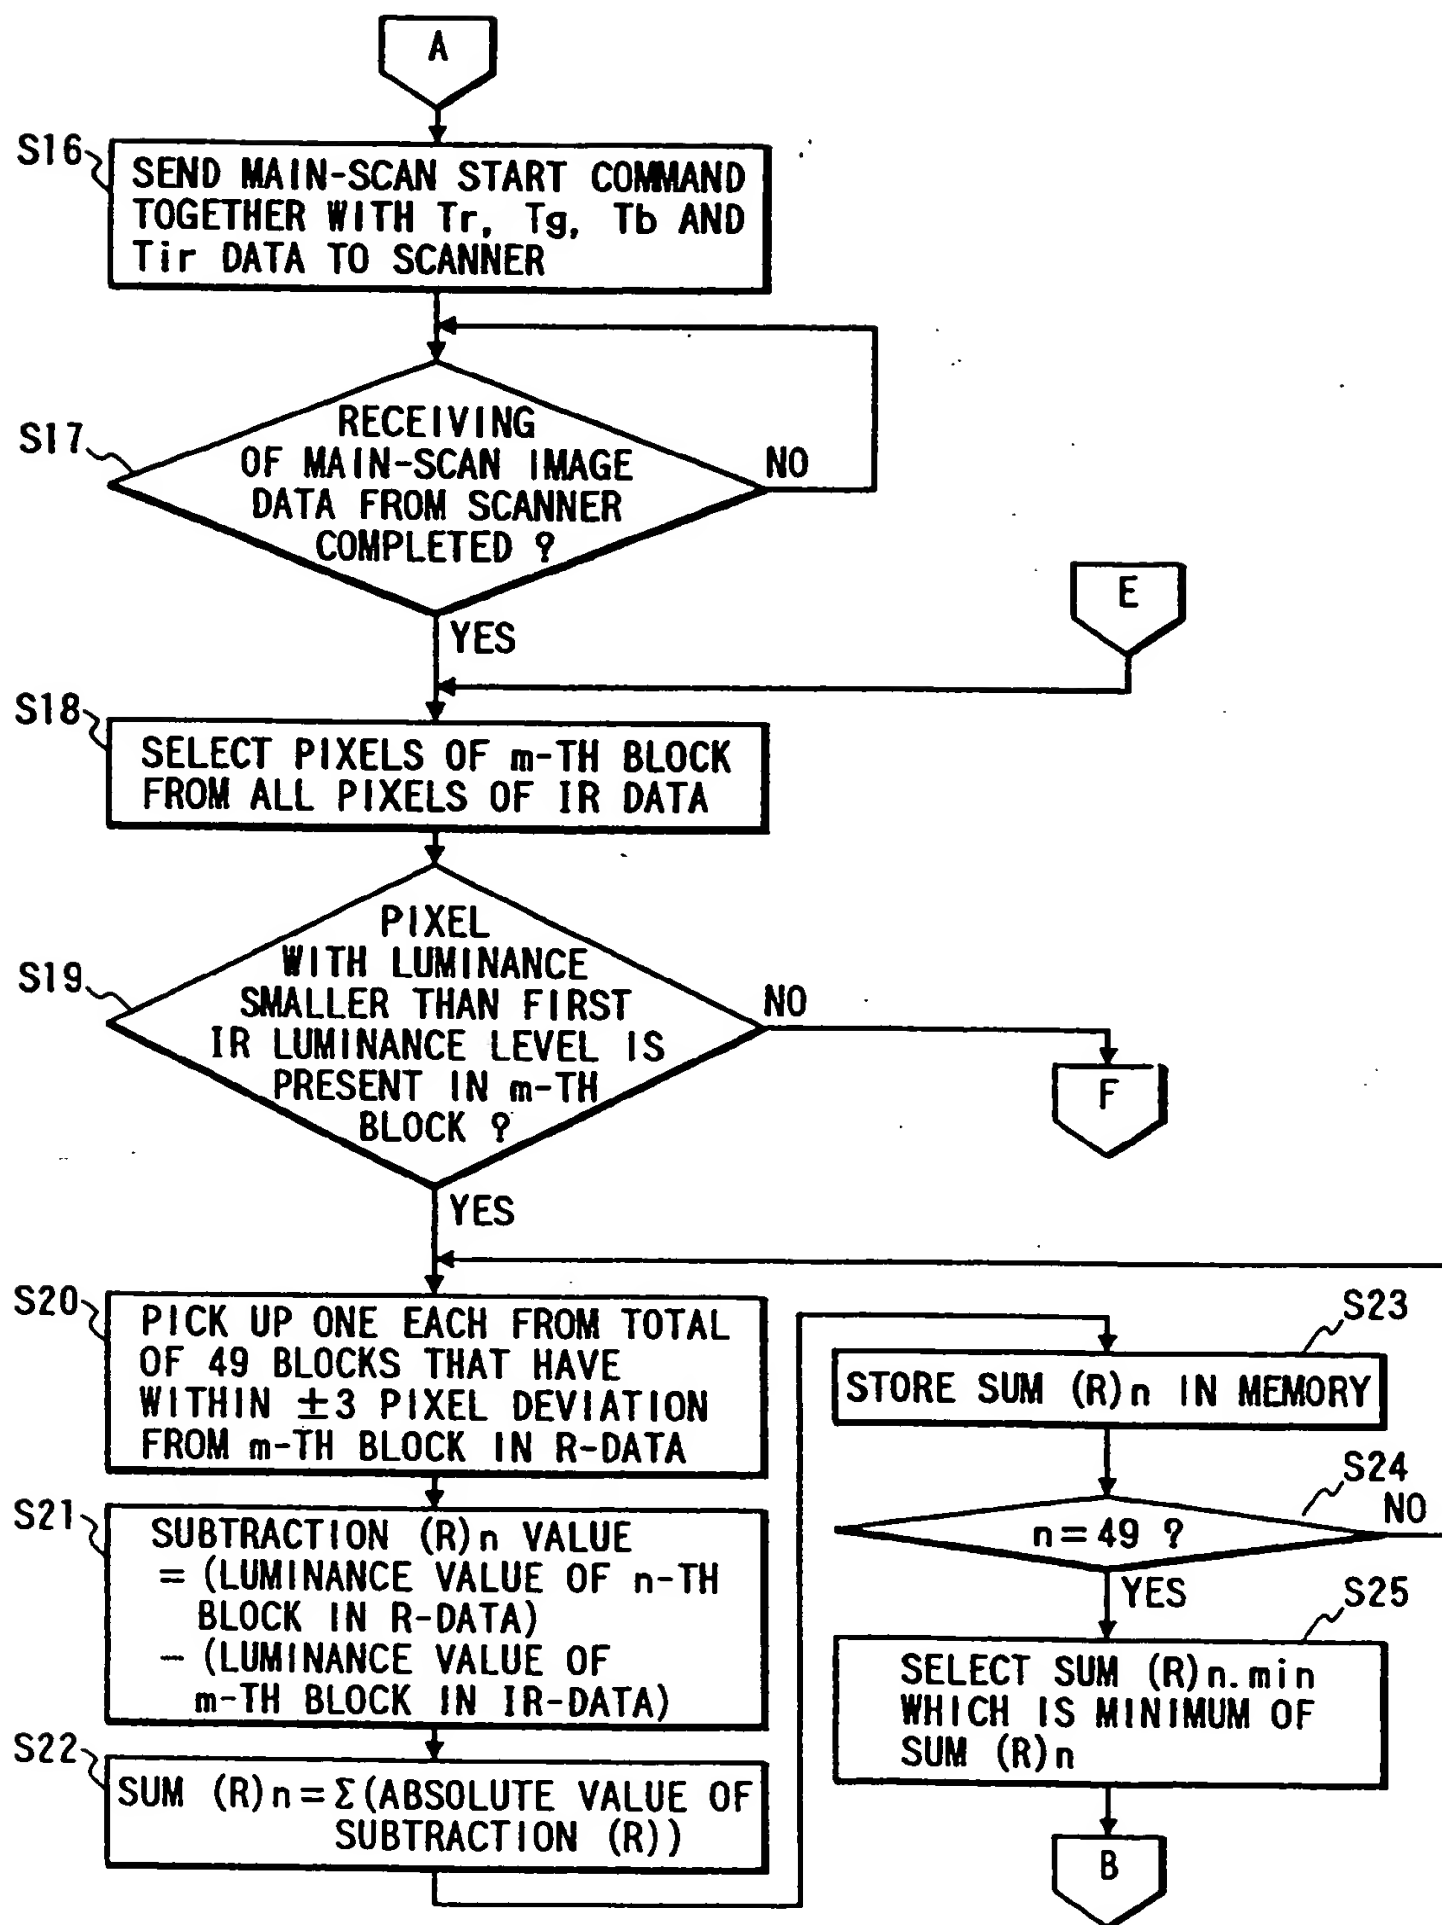 A
S16
SEND MAIN-SCAN START COMMAND
TOGETHER WITH Tr, Tg, Tb AND
Tir DATA TO SCANNER
S17
RECEIVING
OF MAIN-SCAN IMAGE
DATA FROM SCANNER
COMPLETED ?
NO
YES
E
S18
SELECT PIXELS OF m-TH BLOCK
FROM ALL PIXELS OF IR DATA
S19
PIXEL
WITH LUMINANCE
SMALLER THAN FIRST
IR LUMINANCE LEVEL IS
PRESENT IN m-TH
BLOCK ?
NO
F
YES
S20
PICK UP ONE EACH FROM TOTAL
OF 49 BLOCKS THAT HAVE
WITHIN ±3 PIXEL DEVIATION
FROM m-TH BLOCK IN R-DATA
S21
SUBTRACTION (R)n VALUE
= (LUMINANCE VALUE OF n-TH
BLOCK IN R-DATA)
− (LUMINANCE VALUE OF
m-TH BLOCK IN IR-DATA)
S22
SUM (R)n=Σ(ABSOLUTE VALUE OF
SUBTRACTION (R))
S23
STORE SUM (R)n IN MEMORY
S24
n=49 ?
NO
YES
S25
SELECT SUM (R)n.min
WHICH IS MINIMUM OF
SUM (R)n
B